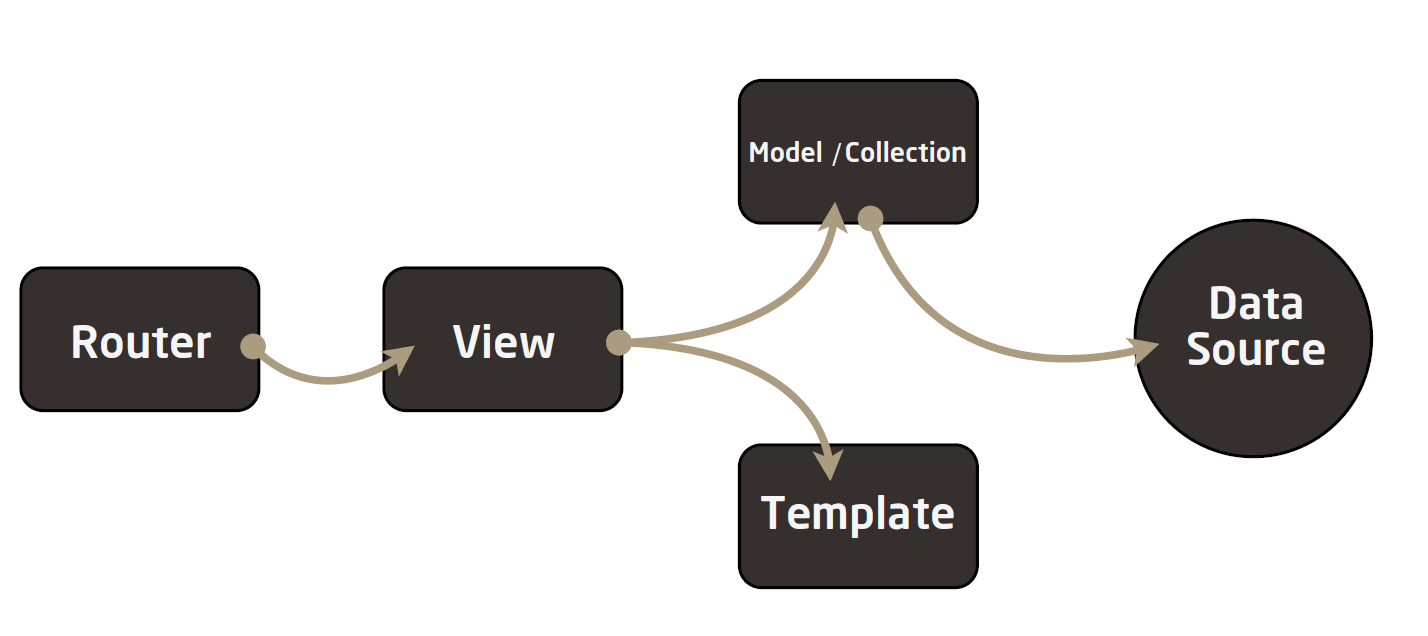 Router
View
Model / Collection
Template
Data
Source